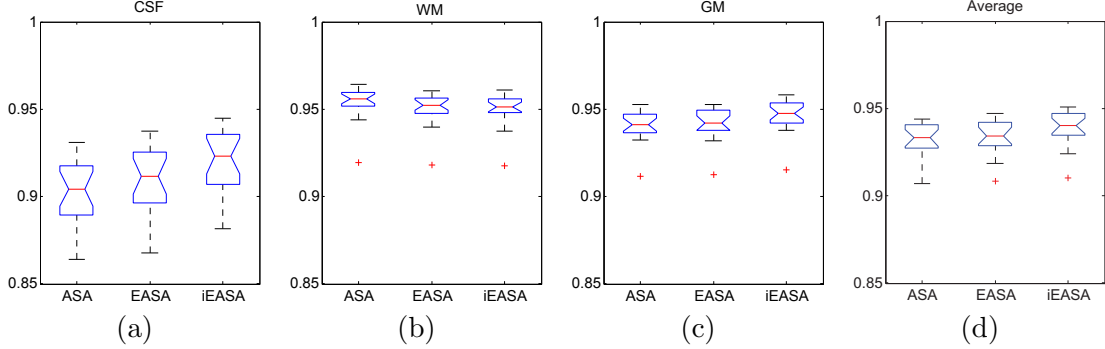 CSF WM GM Average
1 1 1 1
0.95 0.95 0.95 0.95
0.9 0.9 0.9 0.9
0.85 0.85 0.85 0.85
ASA EASA iEASA ASA EASA iEASA ASA EASA iEASA ASA EASA iEASA
(a) (b) (c) (d)